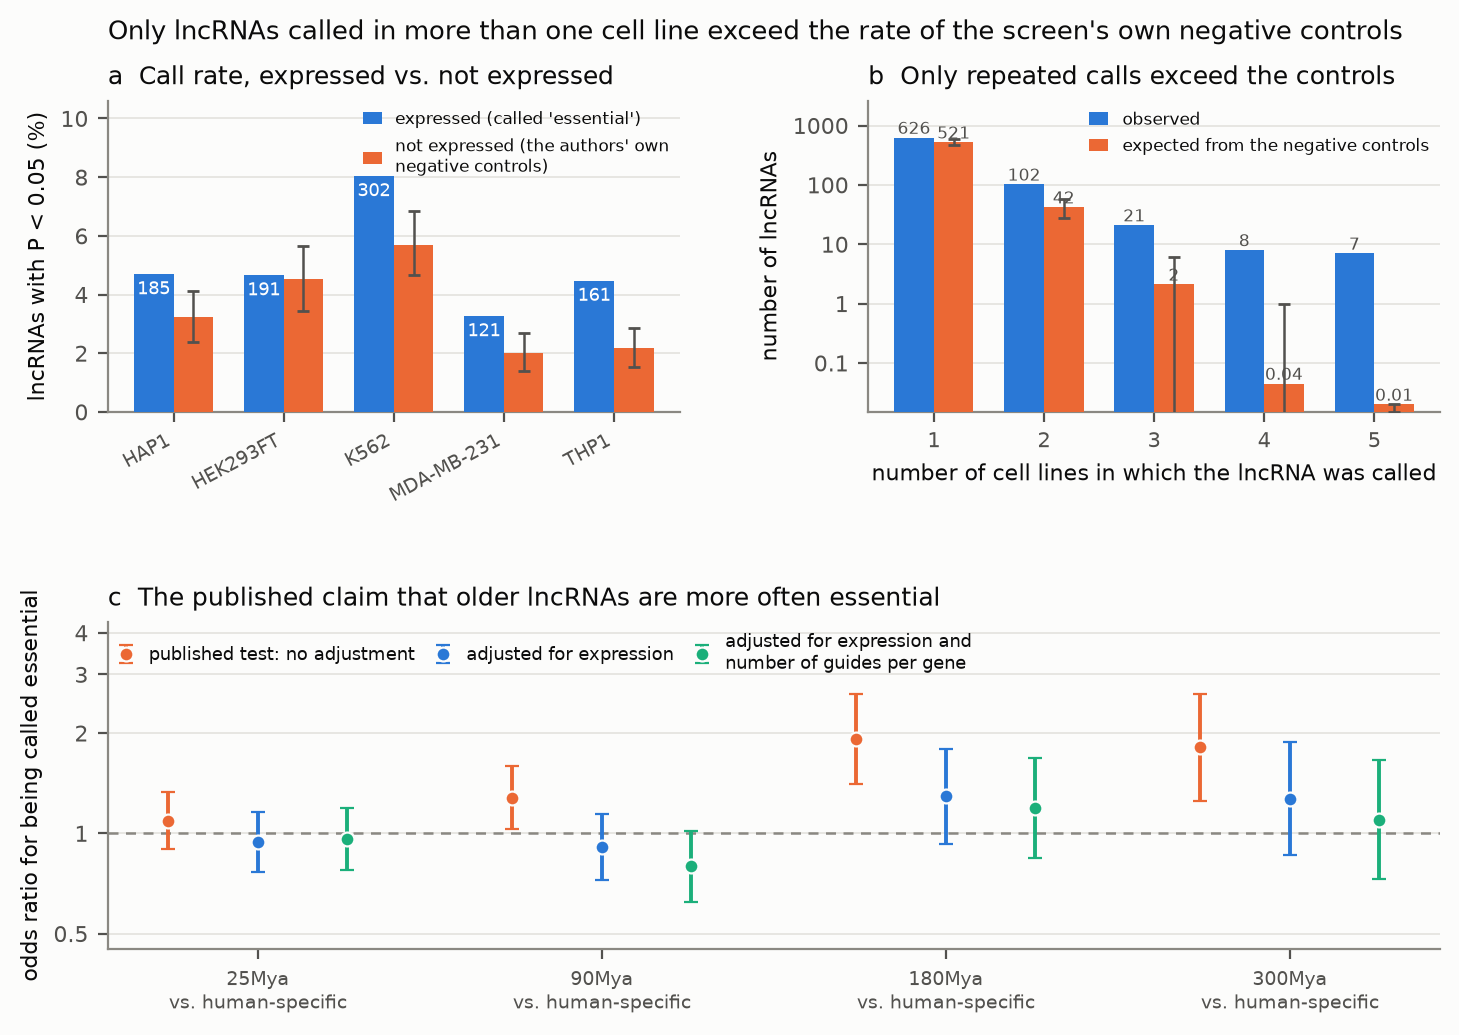 Only lncRNAs called in more than one cell line exceed the rate of the screen's own negative controls
a Call rate, expressed vs. not expressed
lncRNAs with P < 0.05 (%)
10
8
6
4
2
0
expressed (called 'essential')
not expressed (the authors' own
negative controls)
185
191
302
121
161
HAP1
HEK293FT
K562
MDA-MB-231
THP1
b Only repeated calls exceed the controls
number of lncRNAs
1000
100
10
1
0.1
observed
expected from the negative controls
626
521
102
42
21
2
8
0.04
7
0.01
1
2
3
4
5
number of cell lines in which the lncRNA was called
c The published claim that older lncRNAs are more often essential
odds ratio for being called essential
4
3
2
1
0.5
published test: no adjustment
adjusted for expression
adjusted for expression and
number of guides per gene
25Mya
vs. human-specific
90Mya
vs. human-specific
180Mya
vs. human-specific
300Mya
vs. human-specific